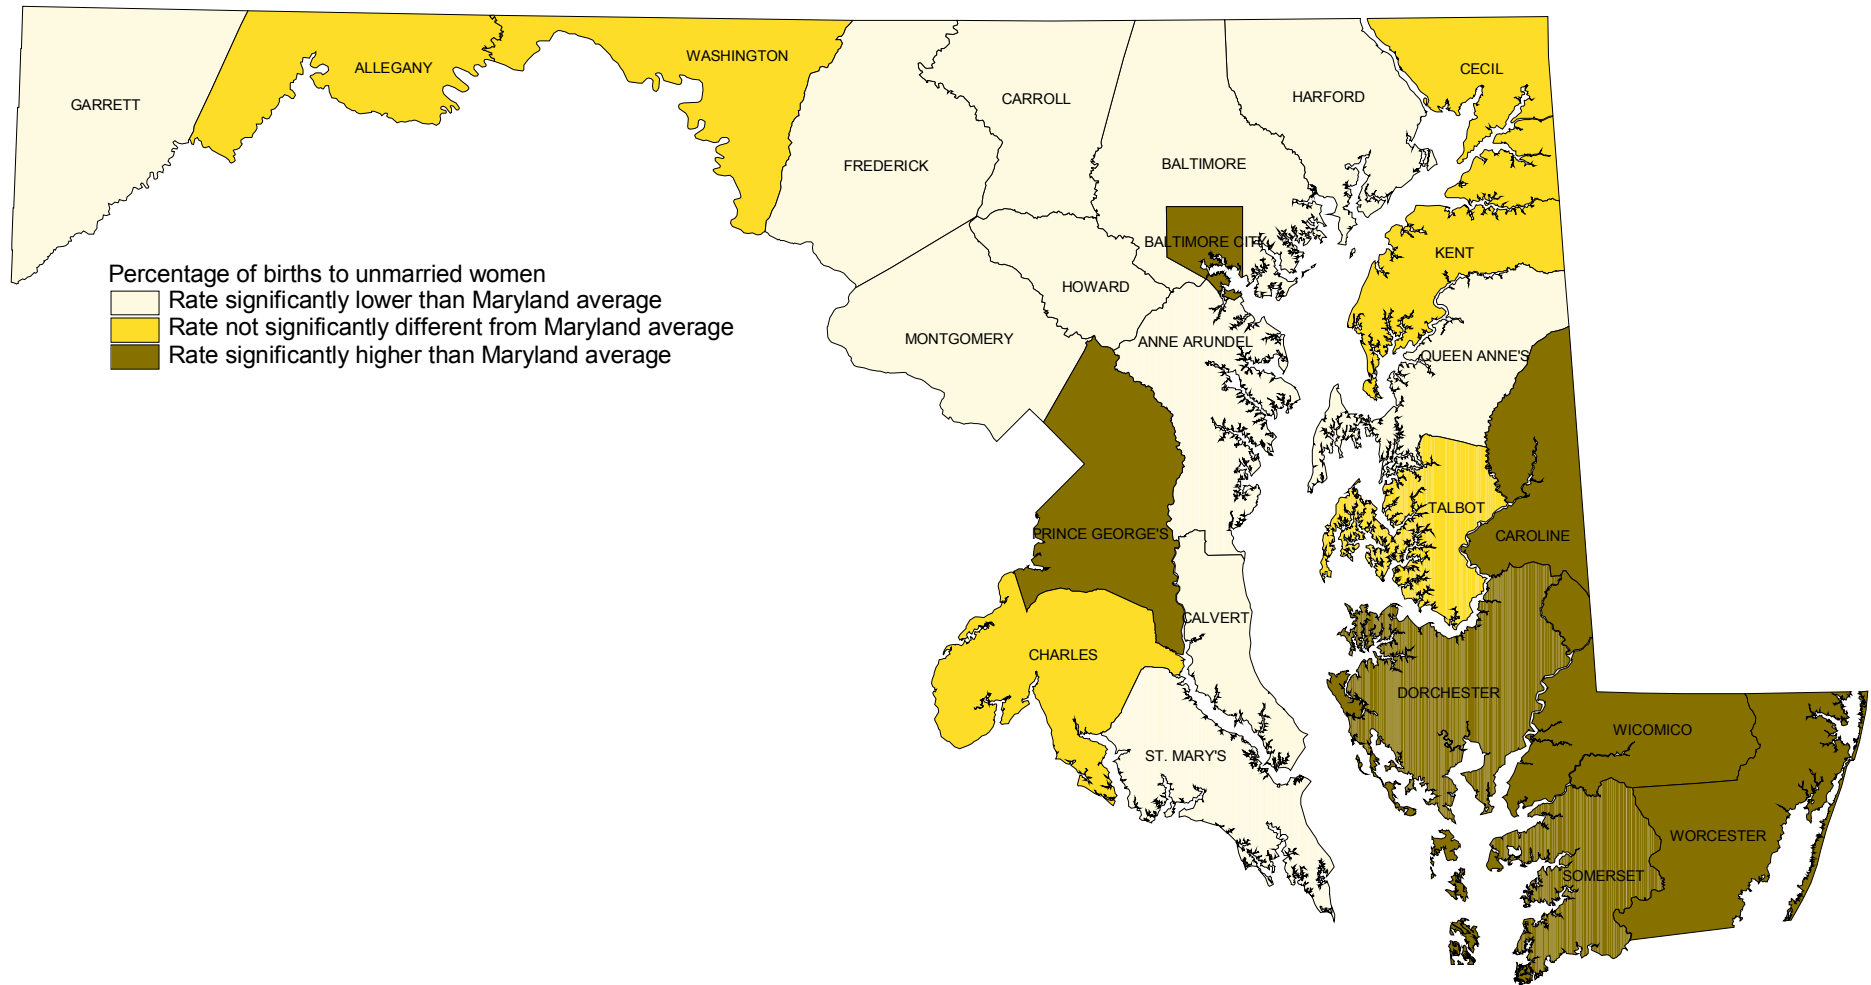 WASHINGTON
ALLEGANY
CECIL
GARRETT
CARROLL
HARFORD
FREDERICK
BALTIMORE
BALTIMORE CITY
KENT
Percentage of births to unmarried women
Rate significantly lower than Maryland average
Rate not significantly different from Maryland average
Rate significantly higher than Maryland average
HOWARD
MONTGOMERY
ANNE ARUNDEL
QUEEN ANNE'S
TALBOT
PRINCE GEORGE'S
CAROLINE
CALVERT
CHARLES
DORCHESTER
WICOMICO
ST. MARY'S
WORCESTER
SOMERSET